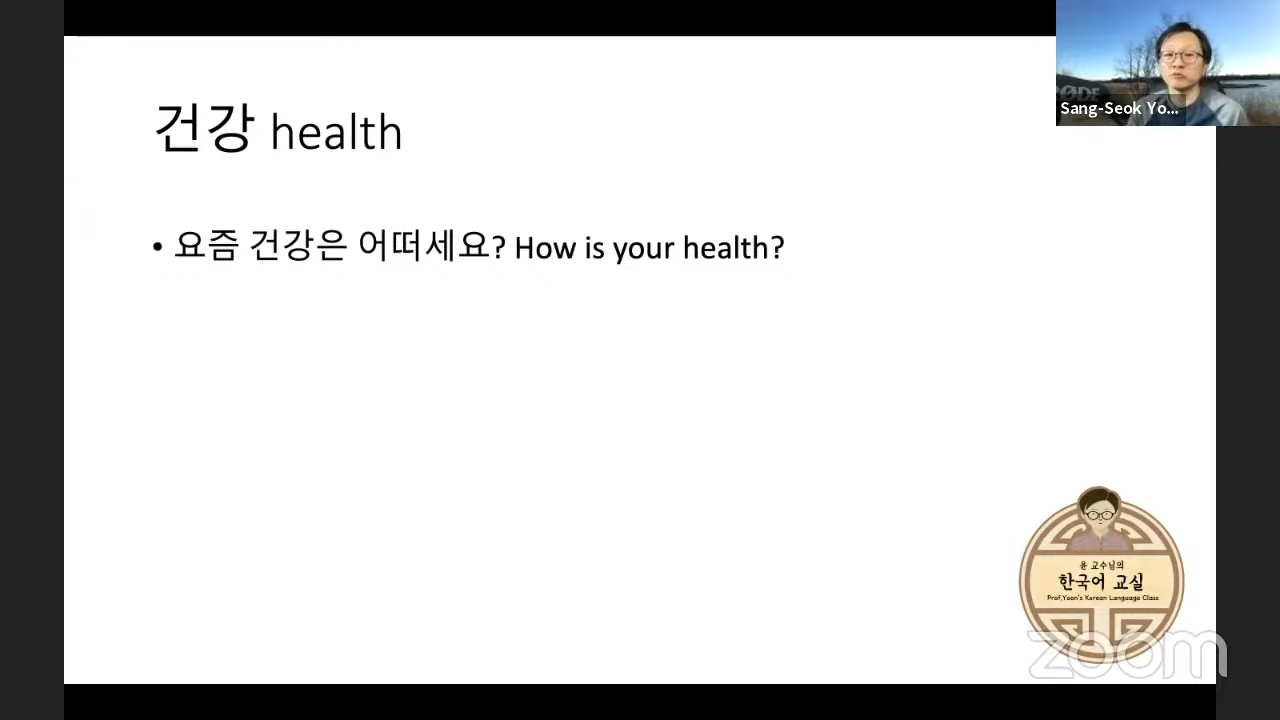 Sang-Seok Yo...
건강 health
• 요즘 건강은 어떠세요? How is your health?
윤 교수님의
한국어 교실
Prof.Yoon's Korean Language Class
zoom